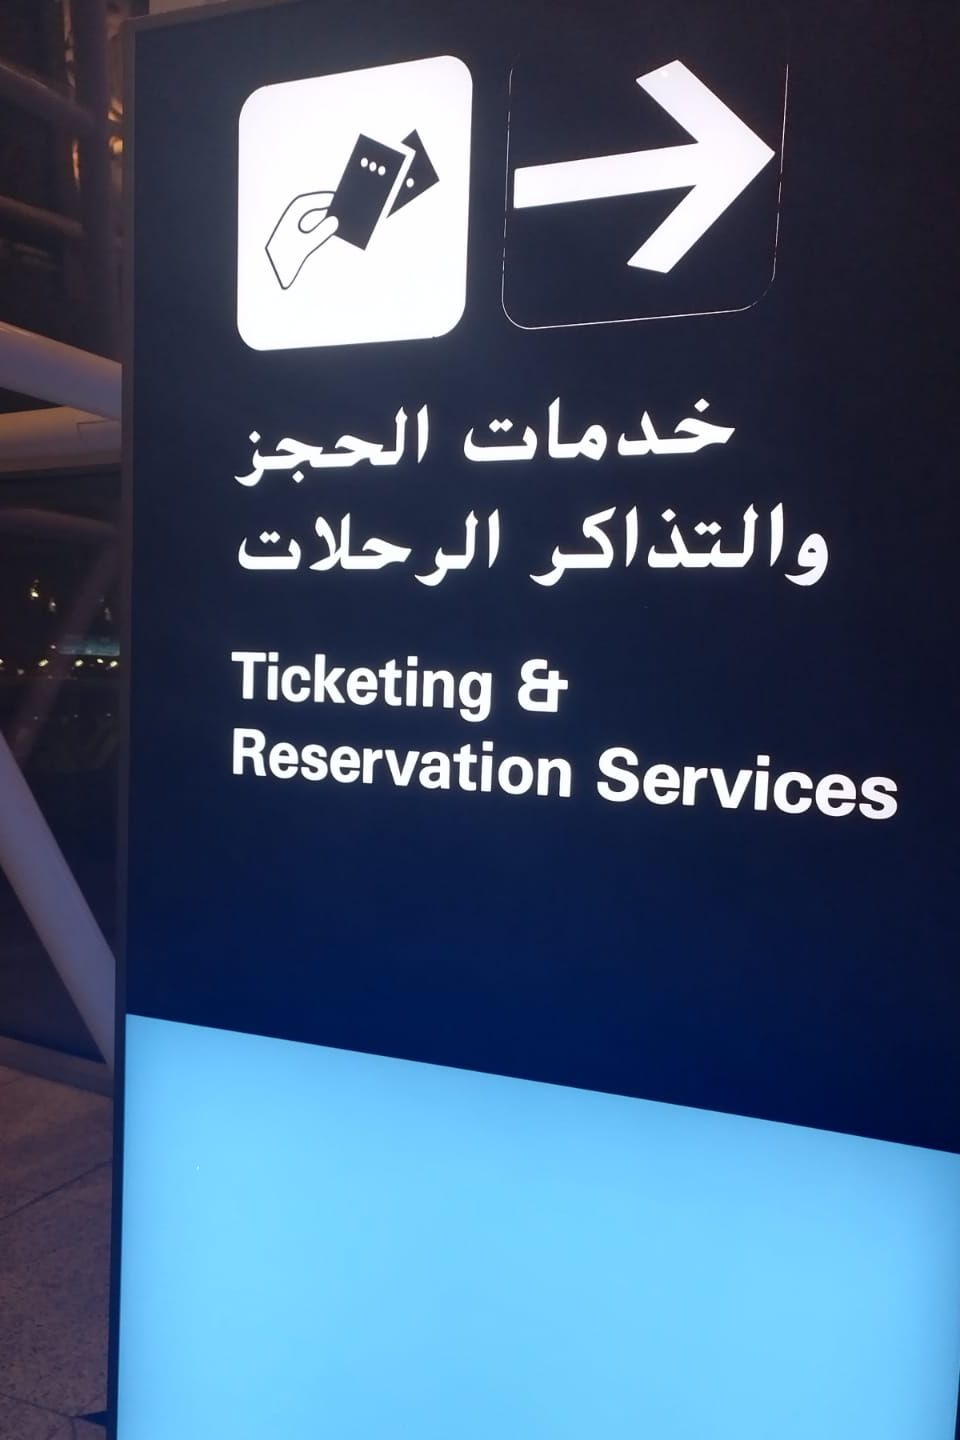 خدمات الحجز
والتذاكر الرحلات
Ticketing &
Reservation Services